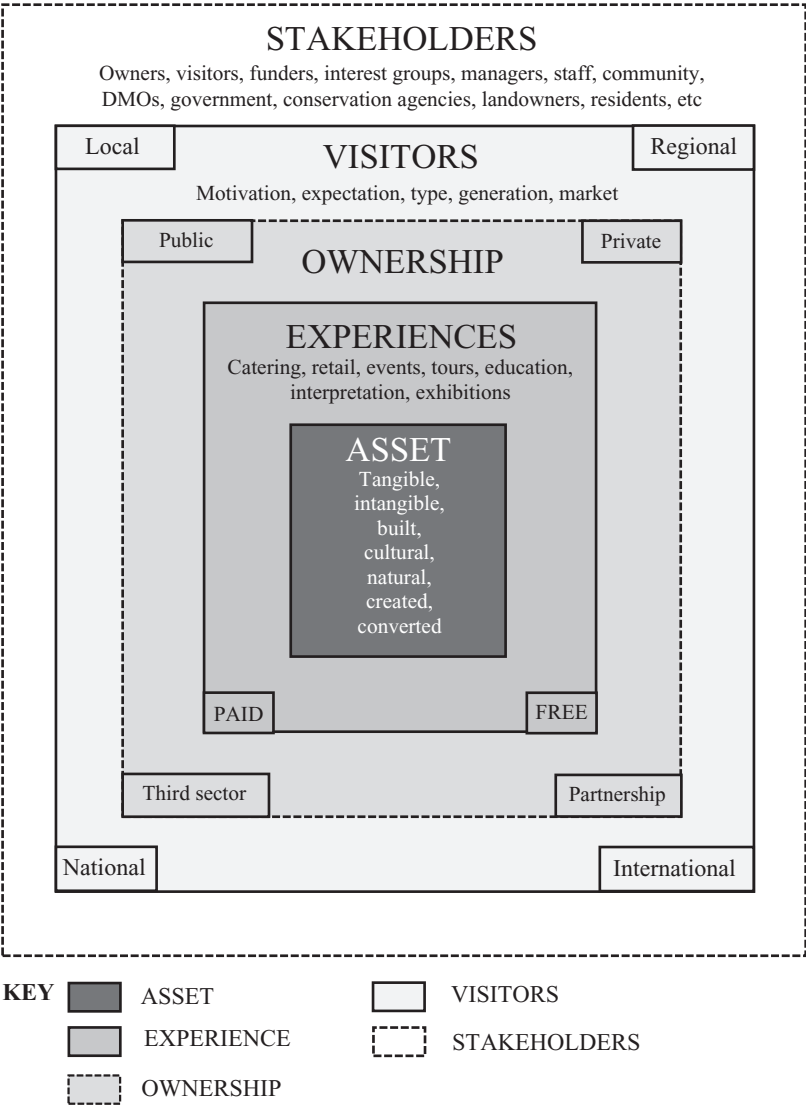 STAKEHOLDERS
Owners, visitors, funders, interest groups, managers, staff, community,
DMOs, government, conservation agencies, landowners, residents, etc
Local
VISITORS
Regional
Motivation, expectation, type, generation, market
Public
OWNERSHIP
Private
EXPERIENCES
Catering, retail, events, tours, education,
interpretation, exhibitions
ASSET
Tangible,
intangible,
built,
cultural,
natural,
created,
converted
PAID
FREE
Third sector
Partnership
National
International
KEY
ASSET
VISITORS
EXPERIENCE
STAKEHOLDERS
OWNERSHIP